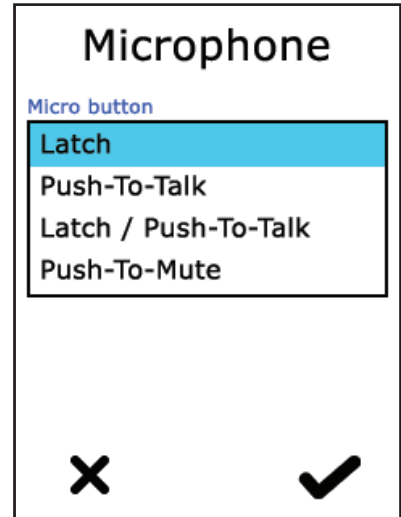 Microphone
Micro button
Latch
Push-To-Talk
Latch / Push-To-Talk
Push-To-Mute